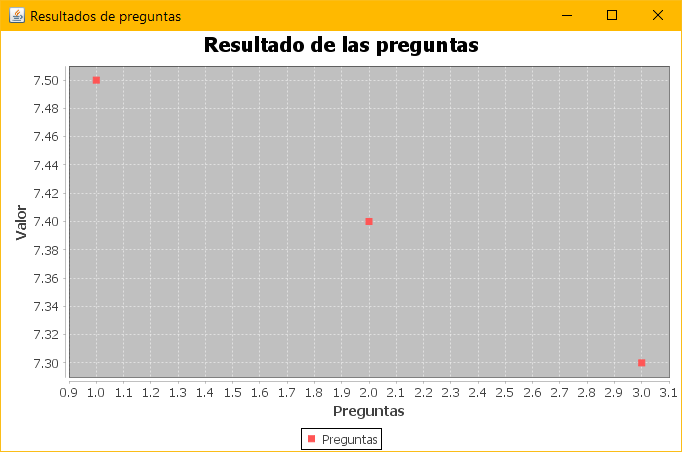 Resultados de preguntas
Resultado de las preguntas
Valor
7.50
7.48
7.46
7.44
7.42
7.40
7.38
7.36
7.34
7.32
7.30
0.9 1.0 1.1 1.2 1.3 1.4 1.5 1.6 1.7 1.8 1.9 2.0 2.1 2.2 2.3 2.4 2.5 2.6 2.7 2.8 2.9 3.0 3.1
Preguntas
Preguntas